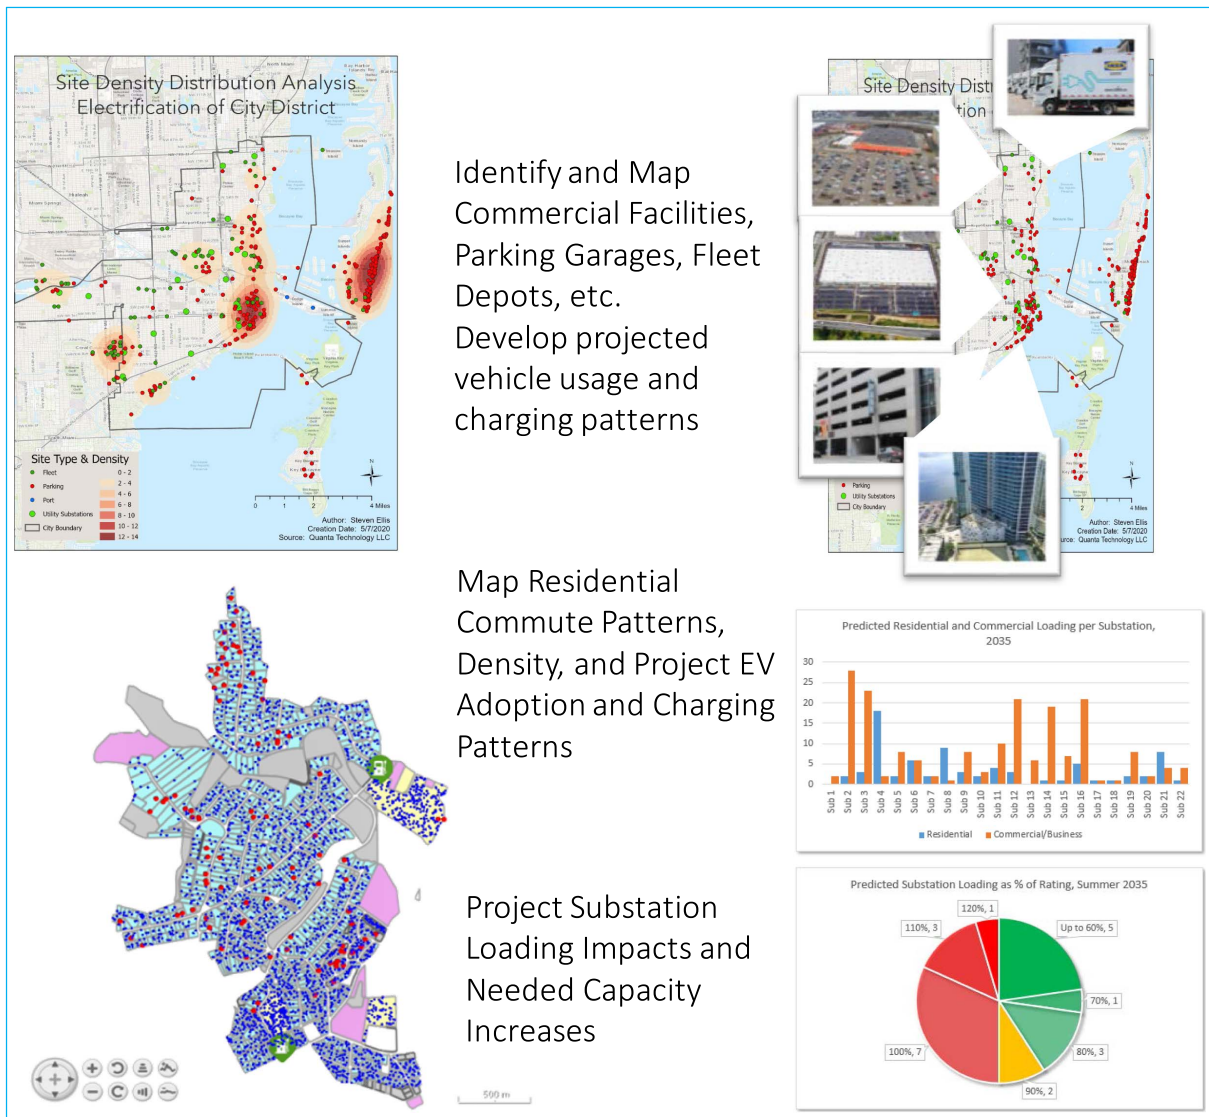 Site Density Distribution Analysis
Electrification of City District
Site Type & Density
Fleet
Parking
Port
Utility Substations
City Boundary
0 - 2
2 - 4
4 - 6
6 - 8
8 - 10
10 - 12
12 - 14
N
0 1 2 4 Miles
Author: Steven Ellis
Creation Date: 5/7/2020
Source: Quanta Technology LLC
Identify and Map
Commercial Facilities,
Parking Garages, Fleet
Depots, etc.
Develop projected
vehicle usage and
charging patterns
Site Density Distri
tion
Parking
Utility Substations
City Boundary
N
2 4 Miles
Author: Steven Ellis
Creation Date: 5/7/2020
rce: Quanta Technology LLC
Map Residential
Commute Patterns,
Density, and Project EV
Adoption and Charging
Patterns
500 m
Predicted Residential and Commercial Loading per Substation,
2035
30
25
20
15
10
5
0
Sub 1
Sub 2
Sub 3
Sub 4
Sub 5
Sub 6
Sub 7
Sub 8
Sub 9
Sub 10
Sub 11
Sub 12
Sub 13
Sub 14
Sub 15
Sub 16
Sub 17
Sub 18
Sub 19
Sub 20
Sub 21
Sub 22
Residential
Commercial/Business
Project Substation
Loading Impacts and
Needed Capacity
Increases
Predicted Substation Loading as % of Rating, Summer 2035
120%, 1
110%, 3
Up to 60%, 5
70%, 1
80%, 3
90%, 2
100%, 7